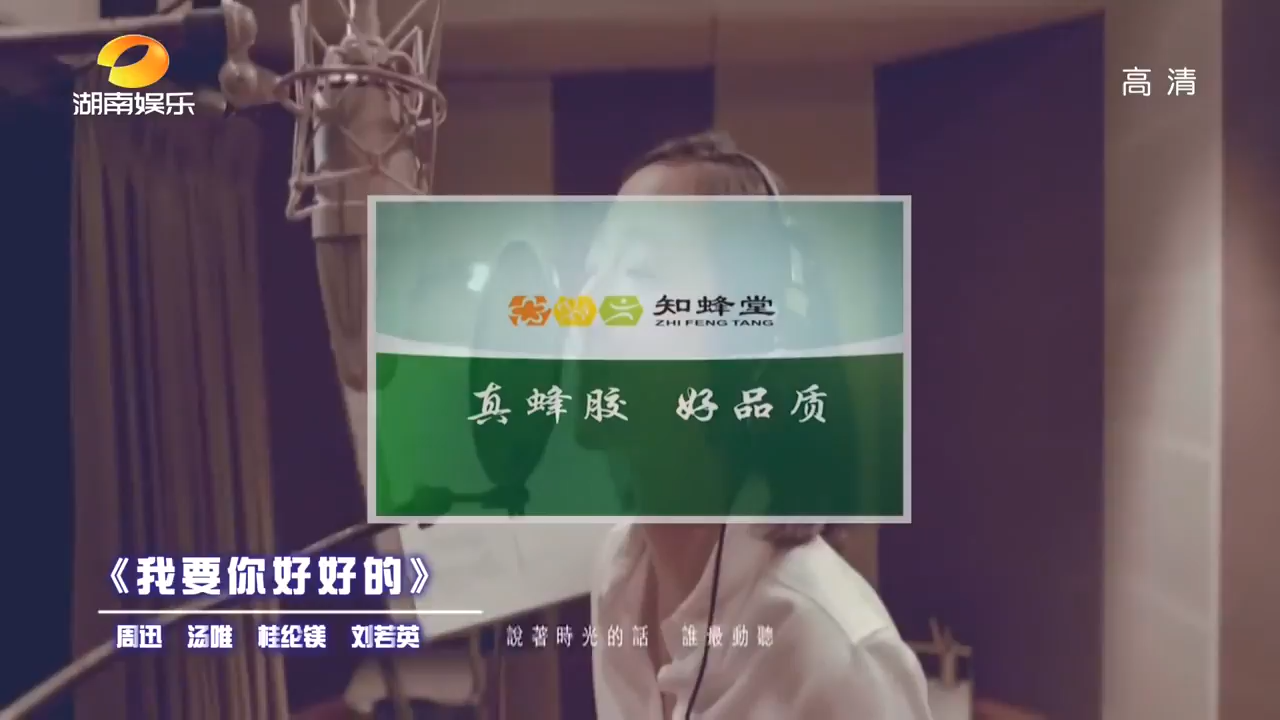 湖南娱乐
高清
知蜂堂
ZHI FENG TANG
真蜂胶 好品质
《我要你好好的》
周迅 汤唯 桂纶镁 刘若英
說著時光的話 誰最動聽